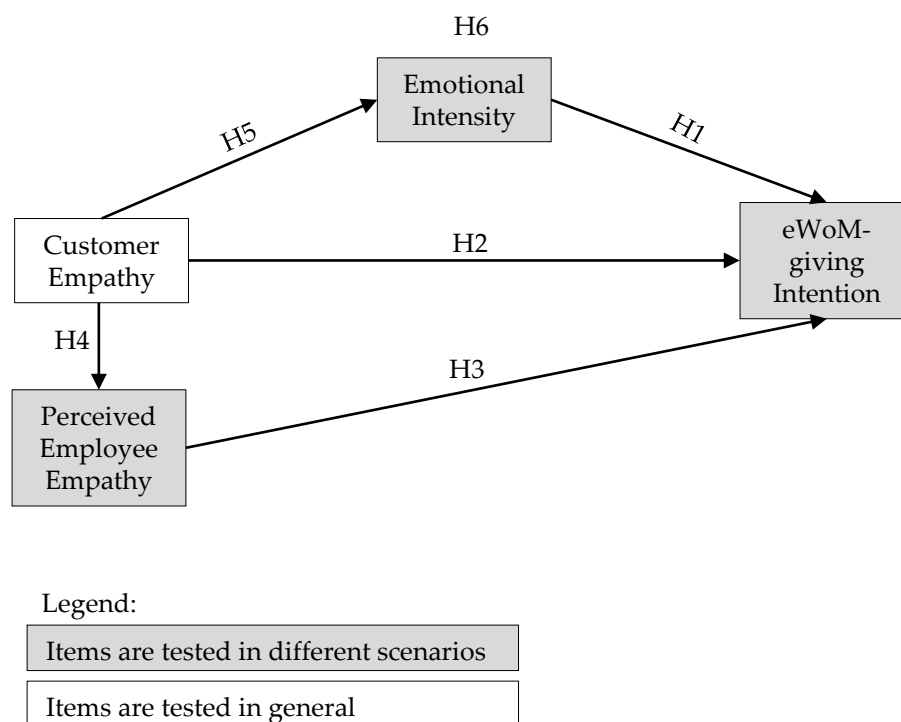 H6
Emotional
Intensity
H5
H1
Customer
Empathy
H2
eWoM-
giving
Intention
H4
H3
Perceived
Employee
Empathy
Legend:
Items are tested in different scenarios
Items are tested in general